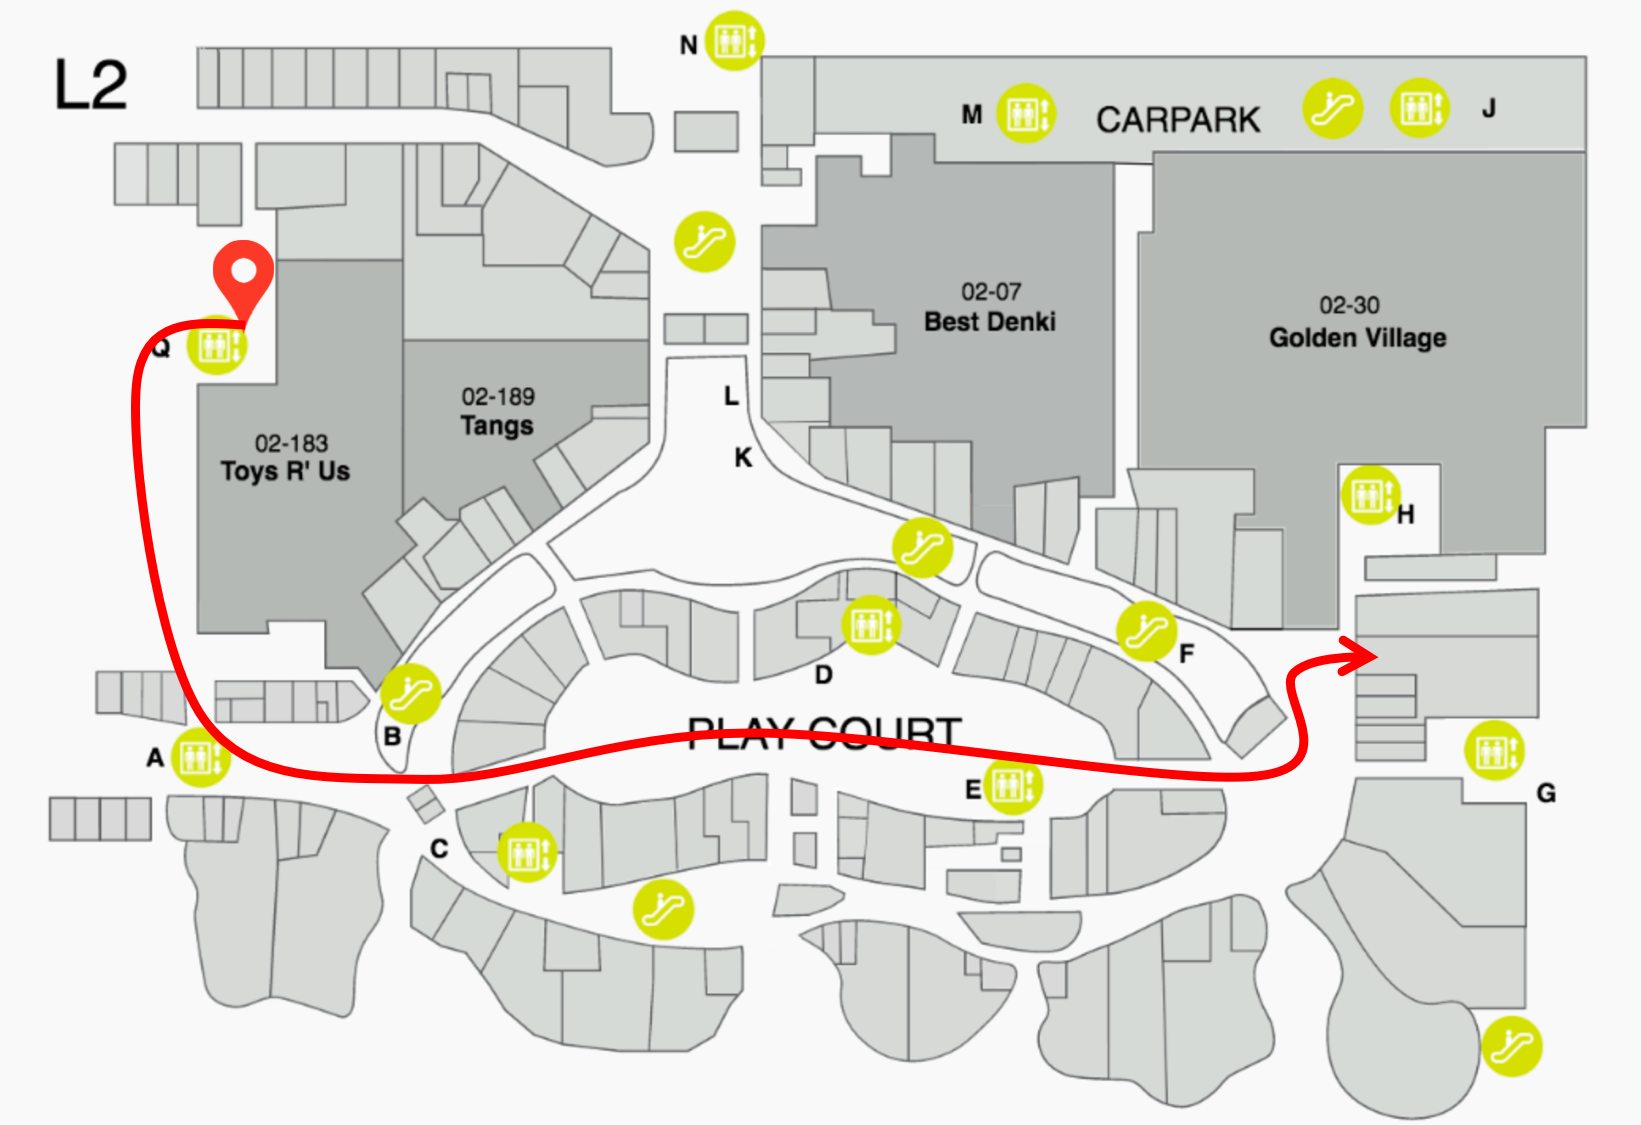 L2
N
M
CARPARK
J
02-07
Best Denki
02-30
Golden Village
Q
02-189
Tangs
L
02-183
Toys R' Us
K
H
F
D
B
PLAY COURT
A
E
G
C